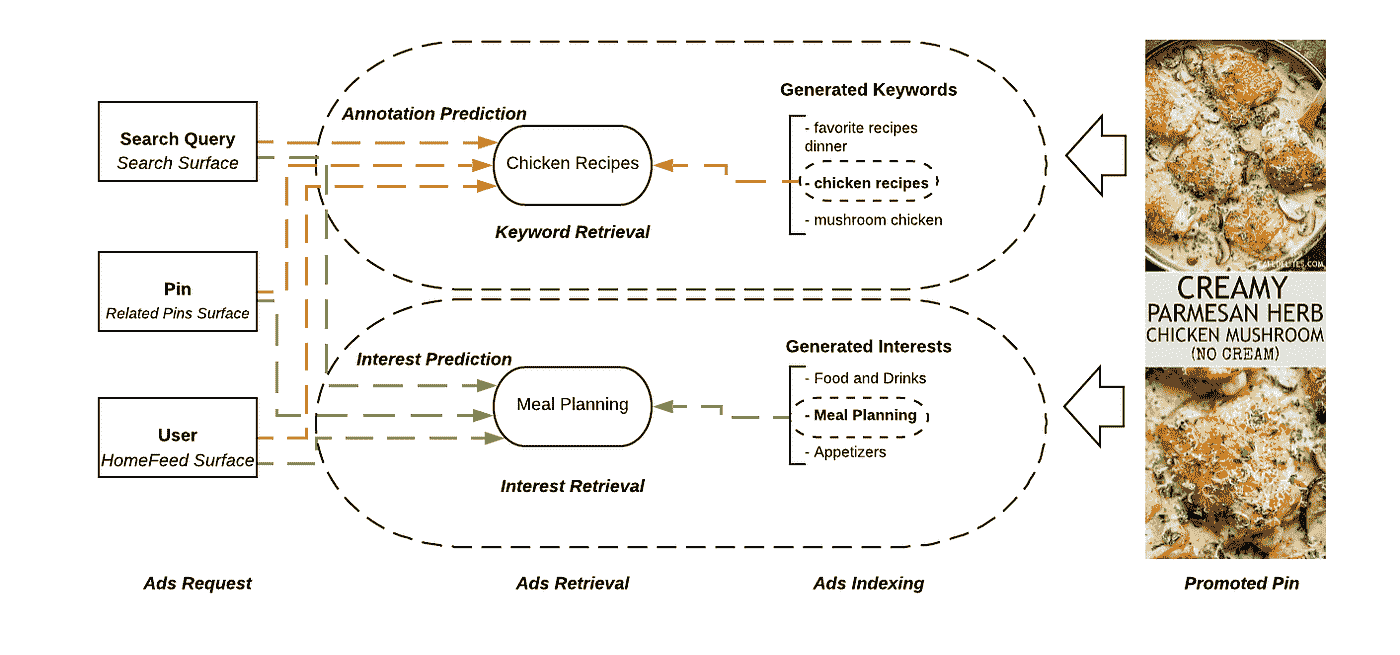 Search Query
Search Surface
Pin
Related Pins Surface
User
HomeFeed Surface
Ads Request
Annotation Prediction
Chicken Recipes
Keyword Retrieval
Interest Prediction
Meal Planning
Interest Retrieval
Ads Retrieval
Generated Keywords
- favorite recipes
dinner
- chicken recipes
- mushroom chicken
Generated Interests
- Food and Drinks
- Meal Planning
- Appetizers
Ads Indexing
CREAMY
PARMESAN HERB
CHICKEN MUSHROOM
(NO CREAM)
Promoted Pin